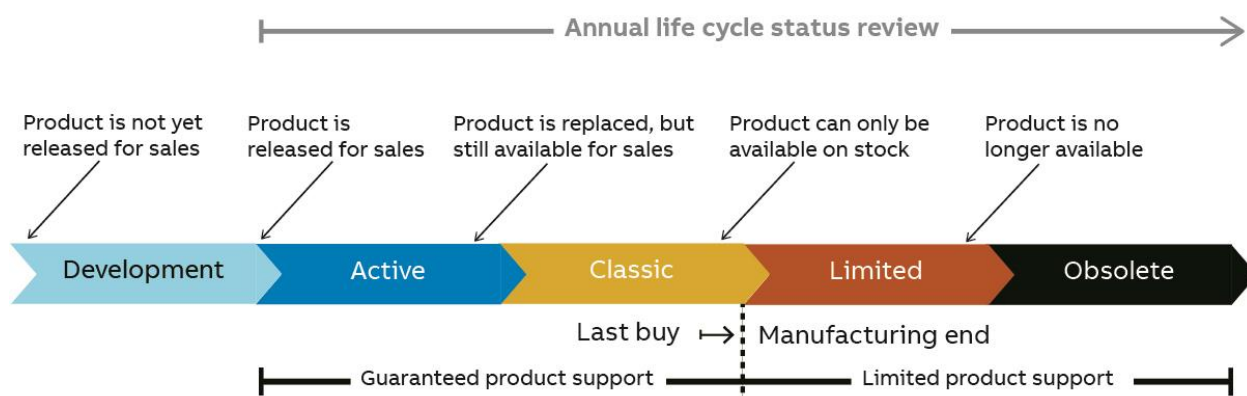 Annual life cycle status review
Product is not yet
released for sales
Product is
released for sales
Product is replaced, but
still available for sales
Product can only be
available on stock
Product is no
longer available
Development
Active
Classic
Limited
Obsolete
Last buy
Manufacturing end
Guaranteed product support
Limited product support